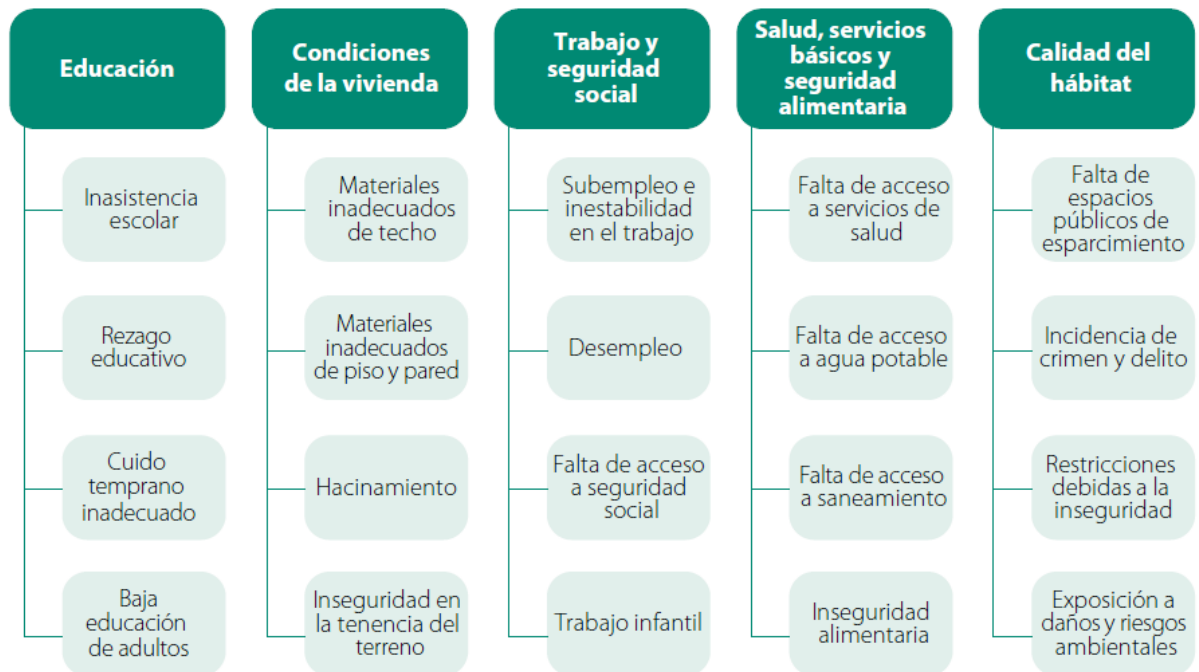 Educación
Inasistencia
escolar
Rezago
educativo
Cuido
temprano
inadecuado
Baja
educación
de adultos
Condiciones
de la vivienda
Materiales
inadecuados
de techo
Materiales
inadecuados
de piso y pared
Hacinamiento
Inseguridad en
la tenencia del
terreno
Trabajo y
seguridad
social
Subempleo e
inestabilidad
en el trabajo
Desempleo
Falta de acceso
a seguridad
social
Trabajo infantil
Salud, servicios
básicos y
seguridad
alimentaria
Falta de acceso
a servicios de
salud
Falta de acceso
a agua potable
Falta de acceso
a saneamiento
Inseguridad
alimentaria
Calidad del
hábitat
Falta de
espacios
públicos de
esparcimiento
Incidencia de
crimen y delito
Restricciones
debidas a la
inseguridad
Exposición a
daños y riesgos
ambientales